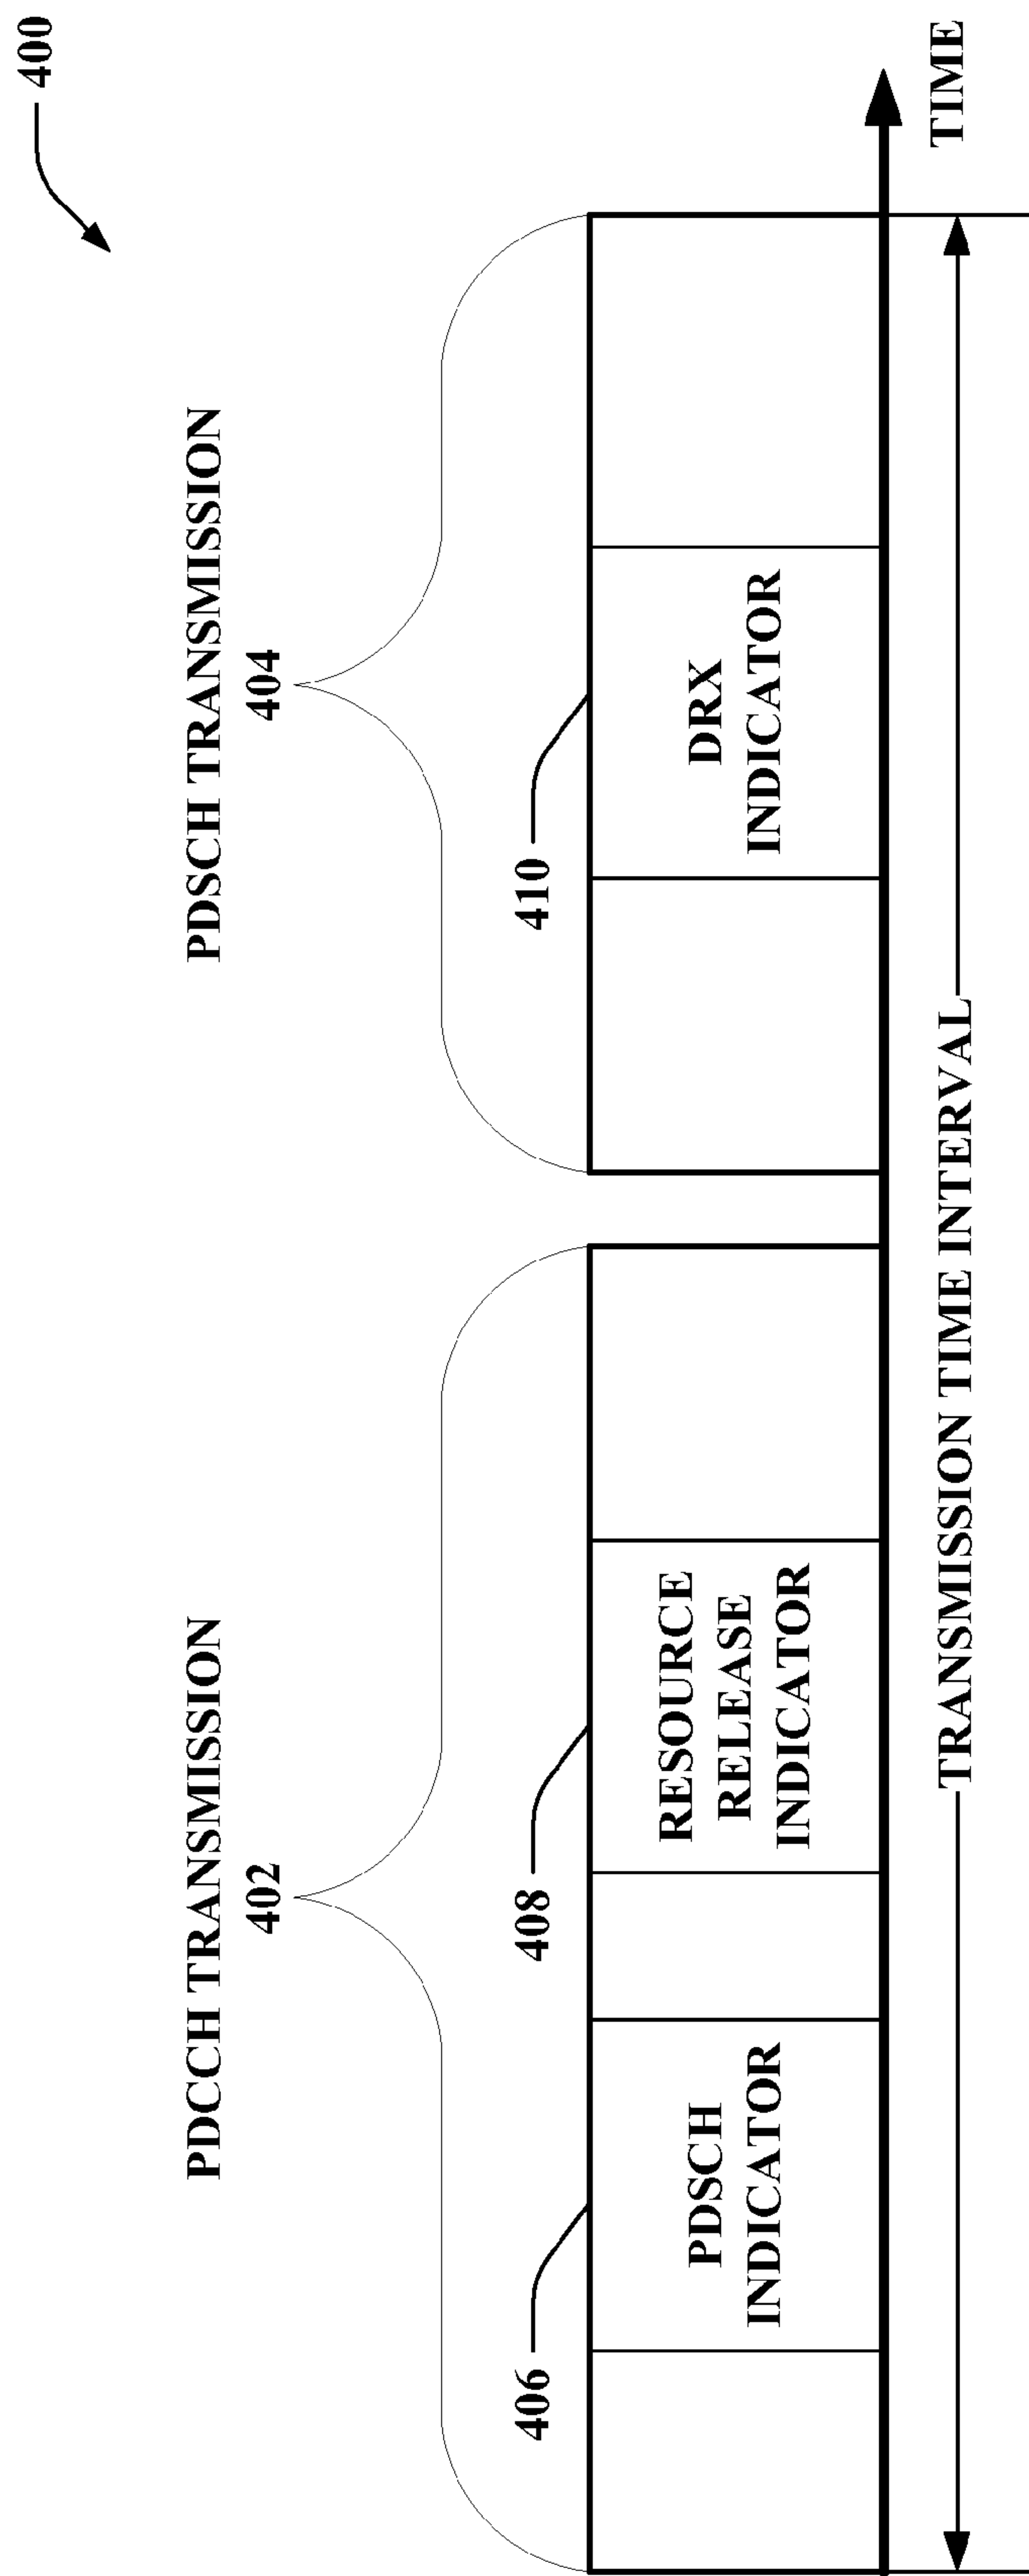 400
PDCCH TRANSMISSION
402
PDSCH TRANSMISSION
404
406
408
410
PDSCH
INDICATOR
RESOURCE
RELEASE
INDICATOR
DRX
INDICATOR
TIME
TRANSMISSION TIME INTERVAL